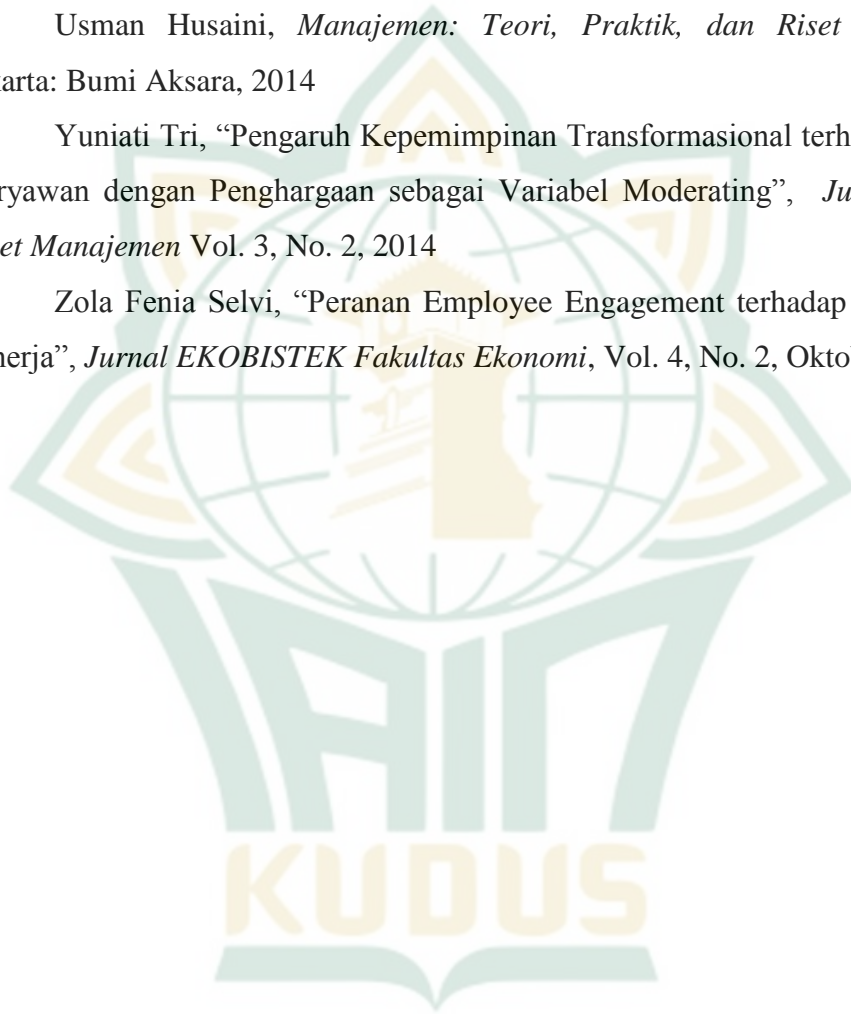 Usman Husaini, Manajemen: Teori, Praktik, dan Riset
karta: Bumi Aksara, 2014
Yuniati Tri, “Pengaruh Kepemimpinan Transformasional terh
ryawan dengan Penghargaan sebagai Variabel Moderating”, Ju
et Manajemen Vol. 3, No. 2, 2014
Zola Fenia Selvi, “Peranan Employee Engagement terhadap
nerja”, Jurnal EKOBISTEK Fakultas Ekonomi, Vol. 4, No. 2, Okto
IAIN
KUDUS